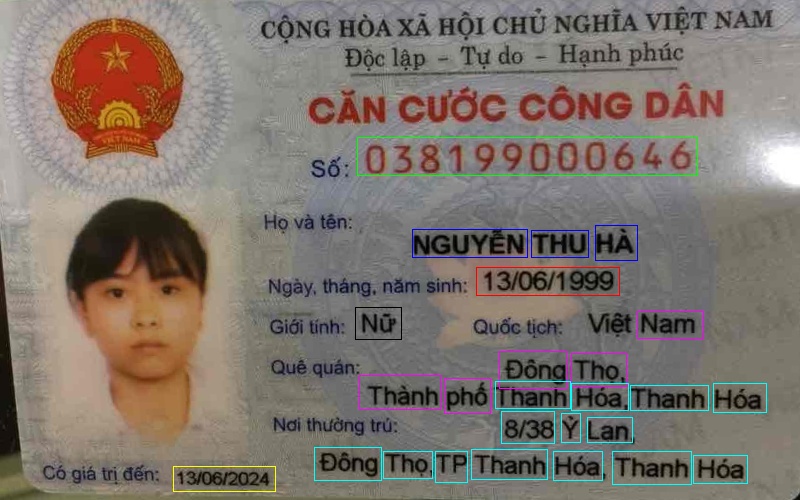 CỘNG HÒA XÃ HỘI CHỦ NGHĨA VIỆT NAM
Độc lập - Tự do - Hạnh phúc
CĂN CƯỚC CÔNG DÂN
Số: 038199000646
Họ và tên:
NGUYỄN THU HÀ
Ngày, tháng, năm sinh: 13/06/1999
Giới tính: Nữ Quốc tịch: Việt Nam
Quê quán: Đông Thọ,
Thành phố Thanh Hóa, Thanh Hóa
Nơi thường trú: 8/38 Ỷ Lan,
Đông Thọ, TP Thanh Hóa, Thanh Hóa
Có giá trị đến: 13/06/2024
VIỆT NAM